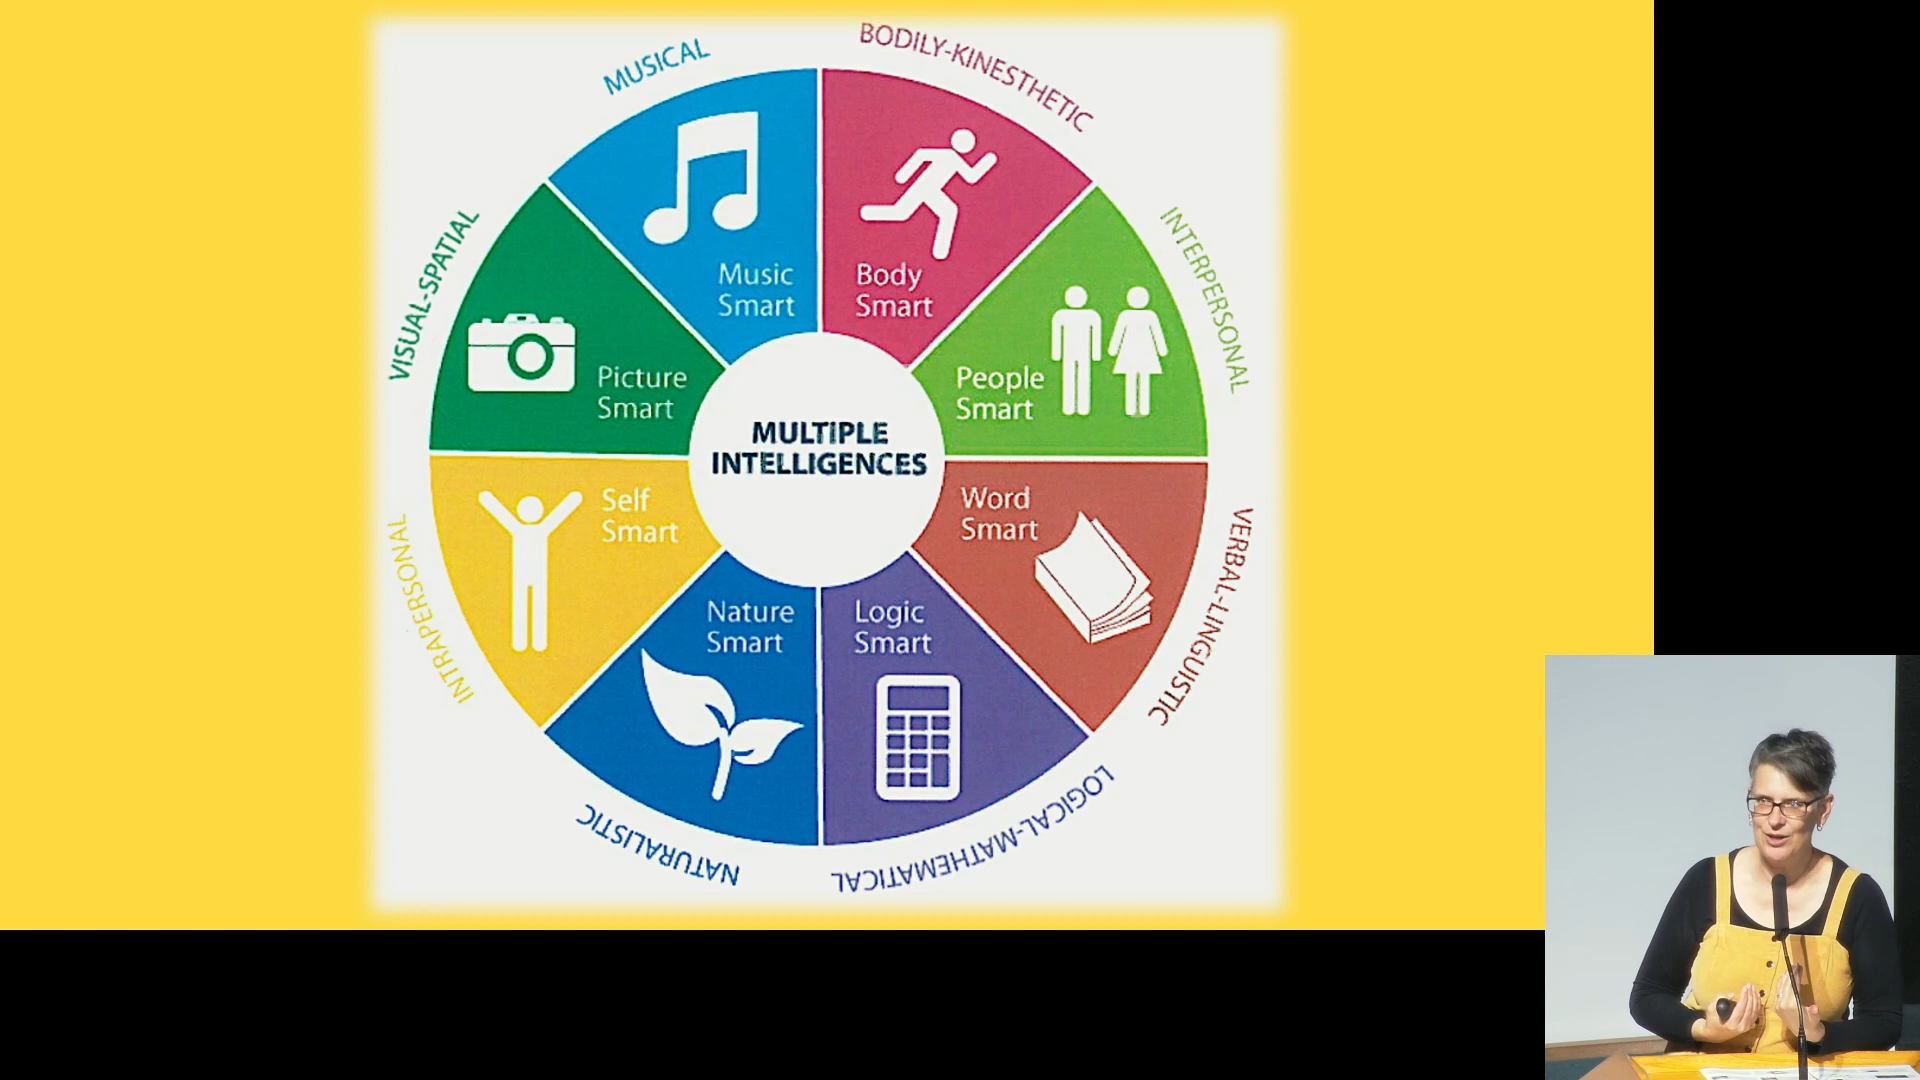 MUSICAL
BODILY-KINESTHETIC
INTERPERSONAL
VERBAL-LINGUISTIC
LOGICAL-MATHEMATICAL
NATURALISTIC
INTRAPERSONAL
VISUAL-SPATIAL
Music
Smart
Body
Smart
People
Smart
Word
Smart
Logic
Smart
Nature
Smart
Self
Smart
Picture
Smart
MULTIPLE
INTELLIGENCES